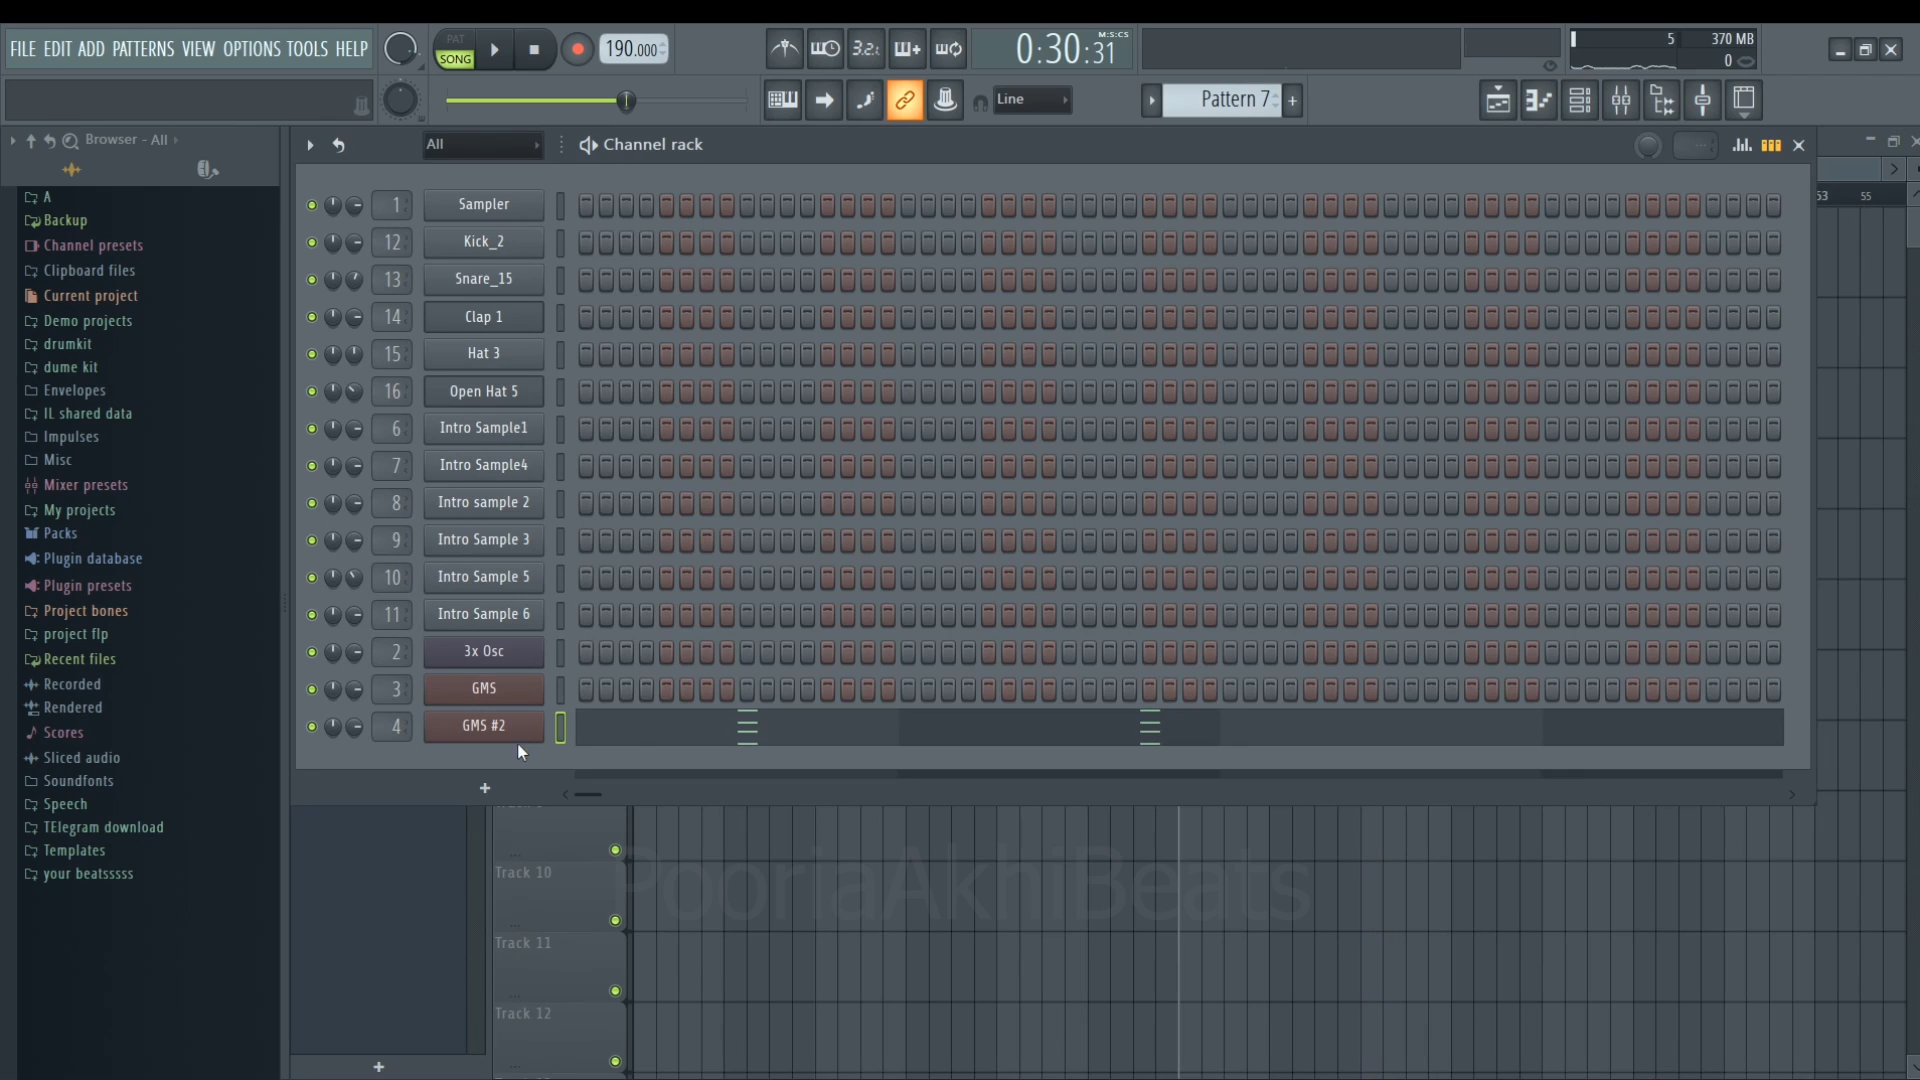 FILE EDIT ADD PATTERNS VIEW OPTIONS TOOLS HELP
PAT
SONG
190.000
3.2.
M:S:CS
0:30:31
5
370 MB
0
Line
Pattern 7
Browser - All
All
Channel rack
53
55
A
Backup
Channel presets
Clipboard files
Current project
Demo projects
drumkit
dume kit
Envelopes
IL shared data
Impulses
Misc
Mixer presets
My projects
Packs
Plugin database
Plugin presets
Project bones
project flp
Recent files
Recorded
Rendered
Scores
Sliced audio
Soundfonts
Speech
TElegram download
Templates
your beatsssss
1 Sampler
12 Kick_2
13 Snare_15
14 Clap 1
15 Hat 3
16 Open Hat 5
6 Intro Sample1
7 Intro Sample4
8 Intro sample 2
9 Intro Sample 3
10 Intro Sample 5
11 Intro Sample 6
2 3x Osc
3 GMS
4 GMS #2
Track 10
PooriaAkhiBeats
Track 11
Track 12